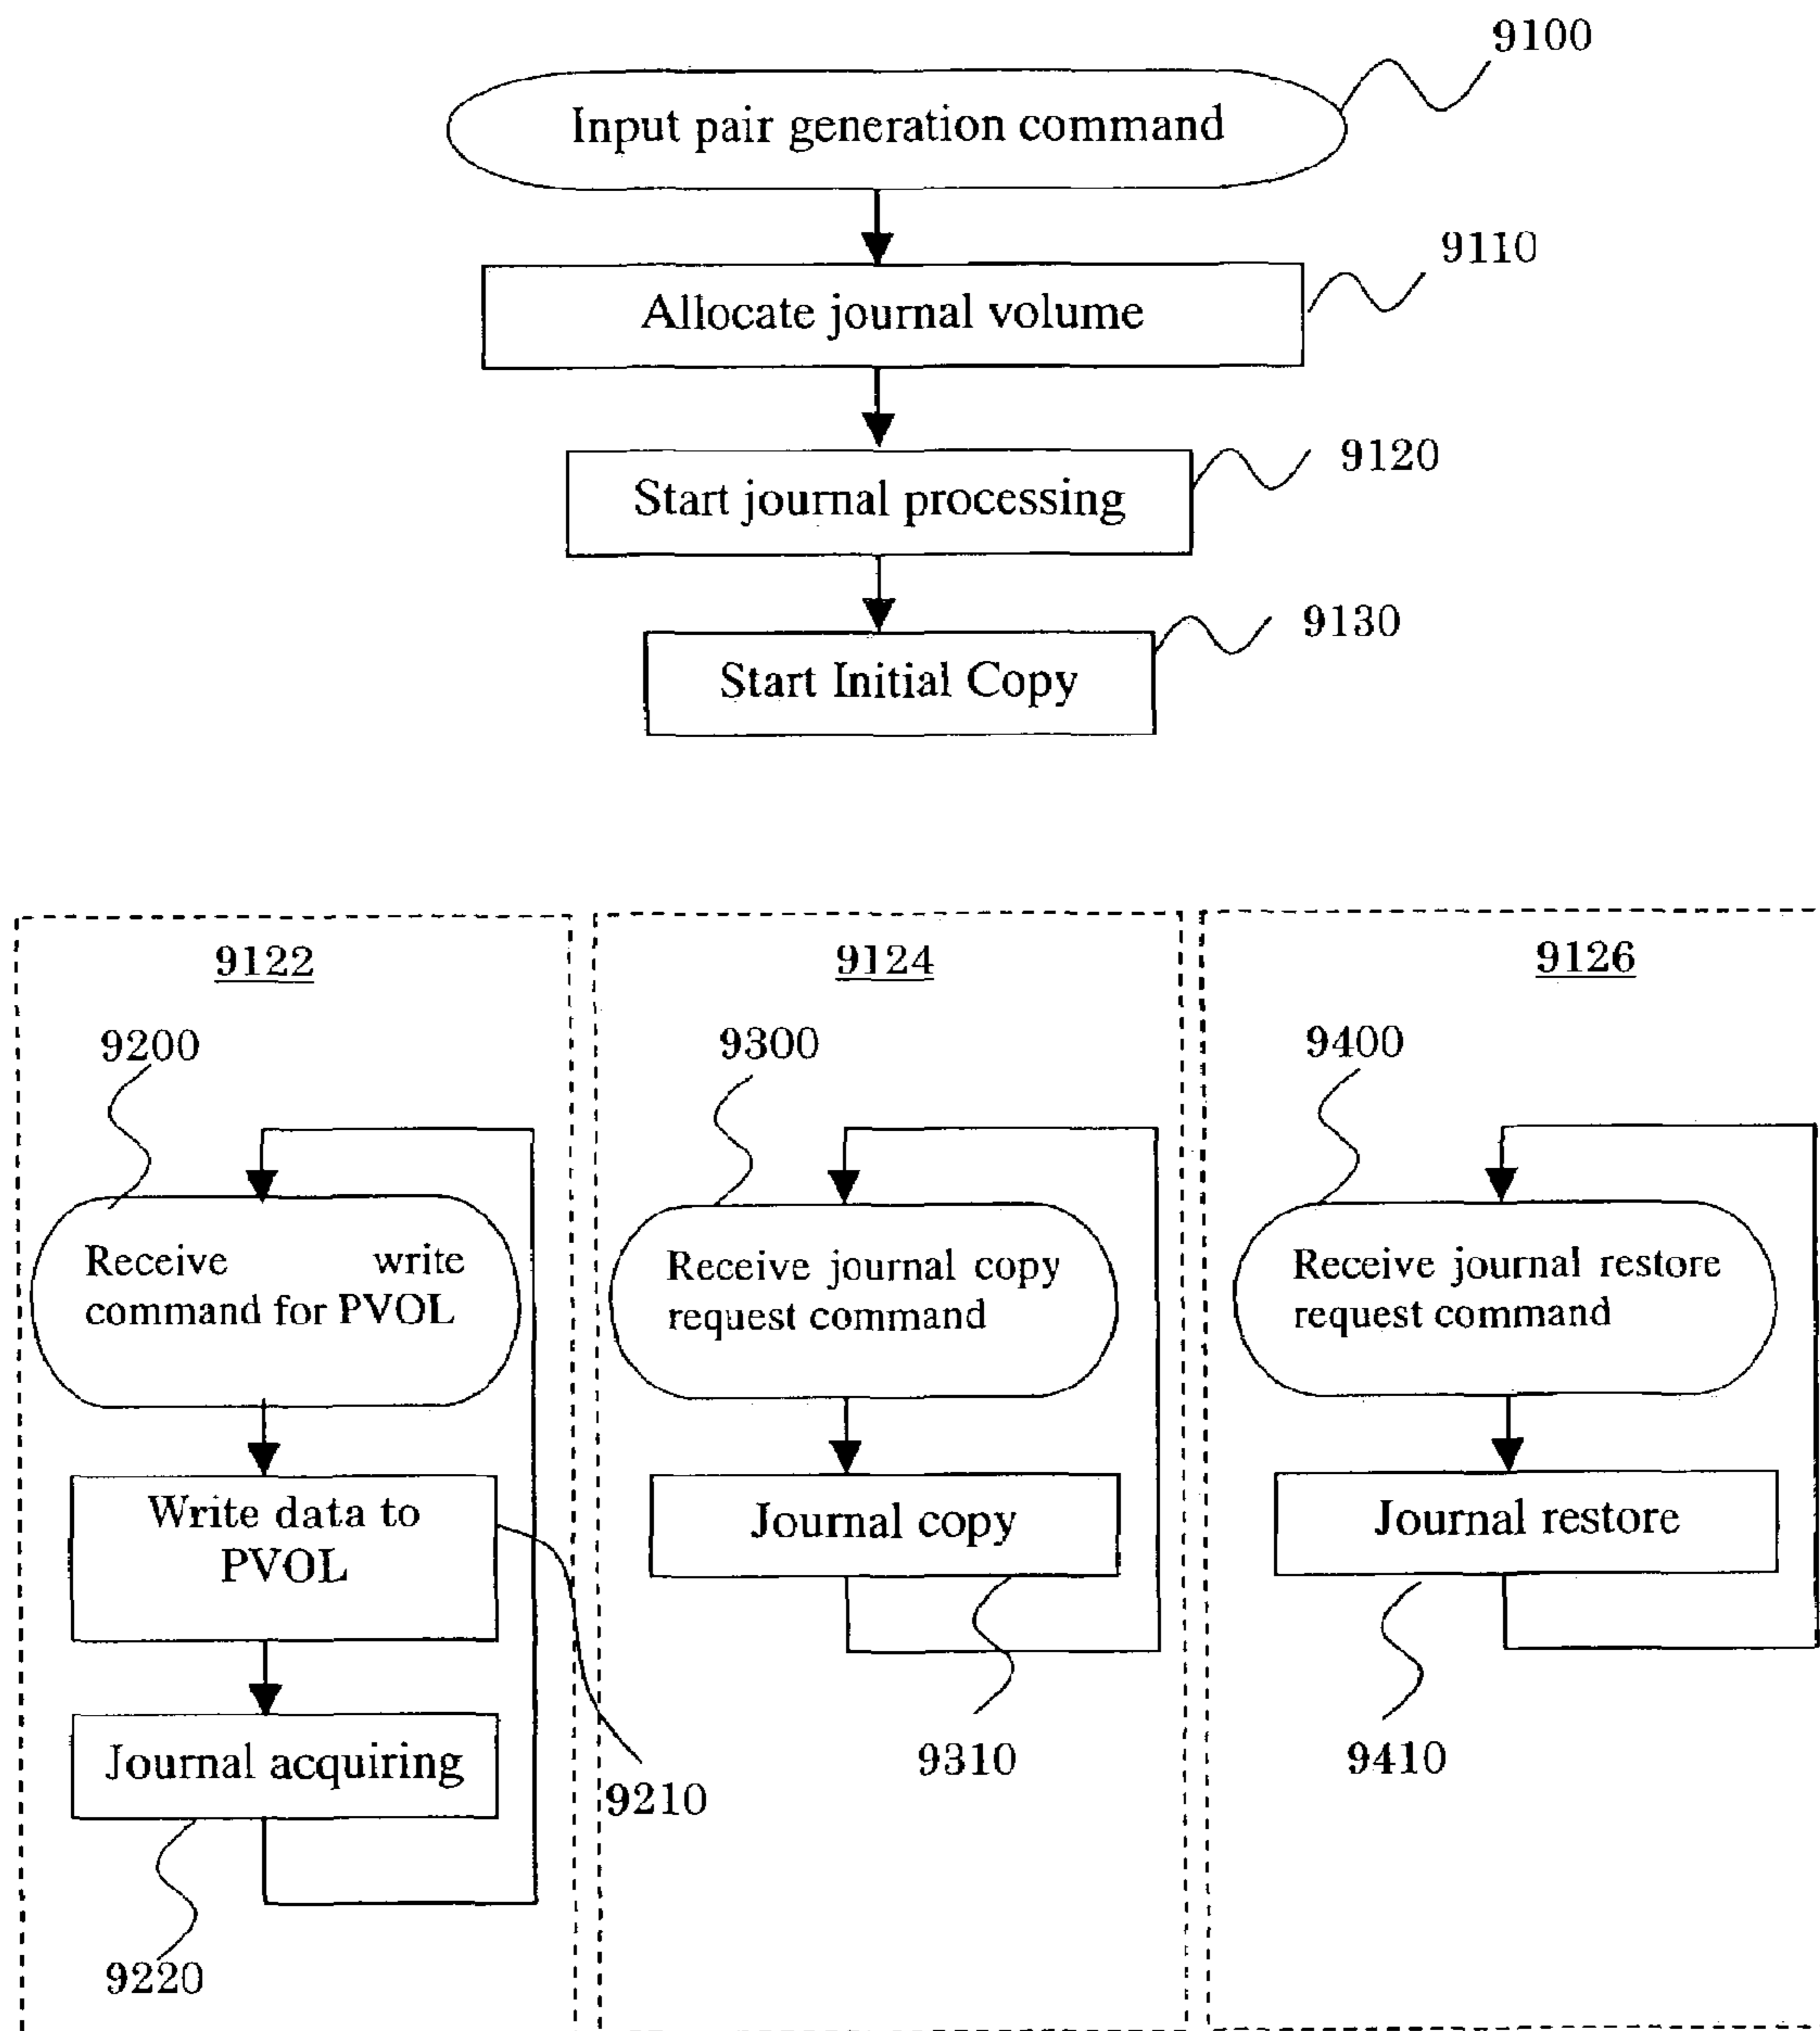 9100
Input pair generation command
9110
Allocate journal volume
9120
Start journal processing
9130
Start Initial Copy
9122
9124
9126
9200
9300
9400
Receive write
command for PVOL
Receive journal copy
request command
Receive journal restore
request command
Write data to
PVOL
Journal copy
Journal restore
Journal acquiring
9210
9310
9410
9220